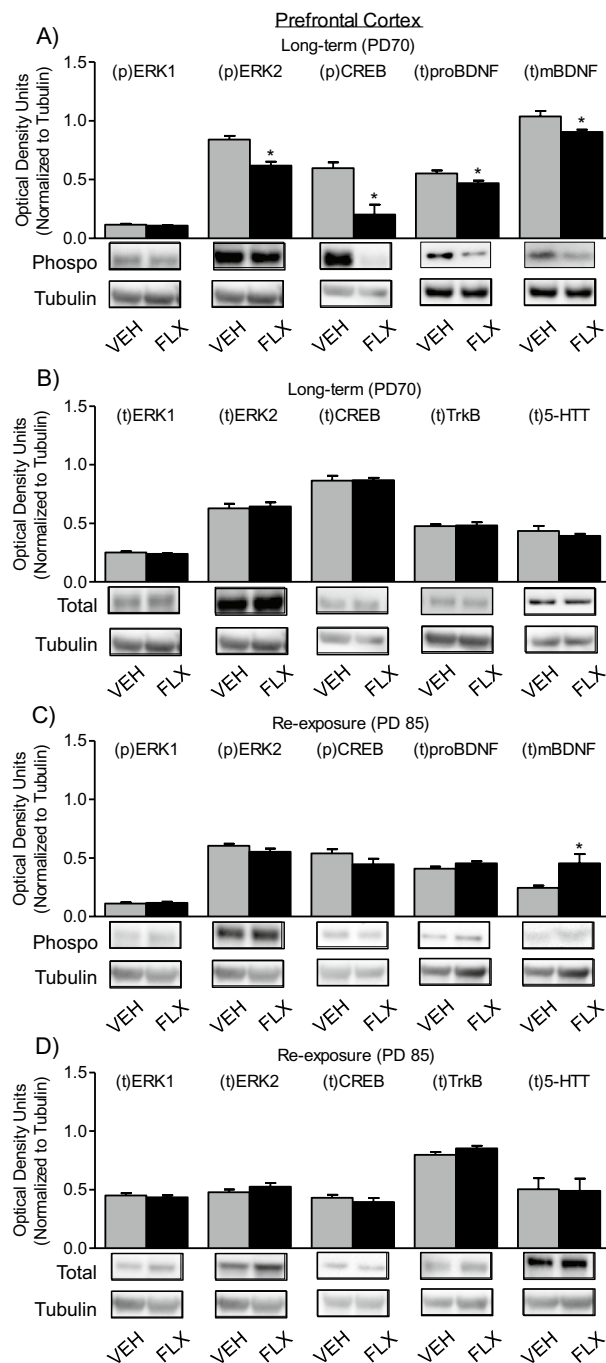 Prefrontal Cortex
A)
Long-term (PD70)
(p)ERK1 (p)ERK2 (p)CREB (t)proBDNF (t)mBDNF
Optical Density Units
(Normalized to Tubulin)
1.5
1.0
0.5
0.0
* * * *
Phospo
Tubulin
VEH FLX VEH FLX VEH FLX VEH FLX VEH FLX
B)
Long-term (PD70)
(t)ERK1 (t)ERK2 (t)CREB (t)TrkB (t)5-HTT
Optical Density Units
(Normalized to Tubulin)
1.5
1.0
0.5
0.0
Total
Tubulin
VEH FLX VEH FLX VEH FLX VEH FLX VEH FLX
C)
Re-exposure (PD 85)
(p)ERK1 (p)ERK2 (p)CREB (t)proBDNF (t)mBDNF
Optical Density Units
(Normalized to Tubulin)
1.5
1.0
0.5
0.0
*
Phospo
Tubulin
VEH FLX VEH FLX VEH FLX VEH FLX VEH FLX
D)
Re-exposure (PD 85)
(t)ERK1 (t)ERK2 (t)CREB (t)TrkB (t)5-HTT
Optical Density Units
(Normalized to Tubulin)
1.5
1.0
0.5
0.0
Total
Tubulin
VEH FLX VEH FLX VEH FLX VEH FLX VEH FLX